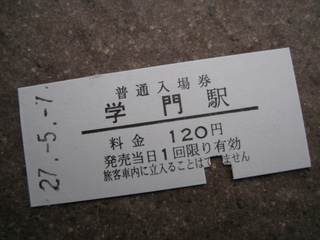 普通入場券
学門駅
料金 120円
発売当日1回限り有効
旅客車内に立入ることはできません
27.-5.-7